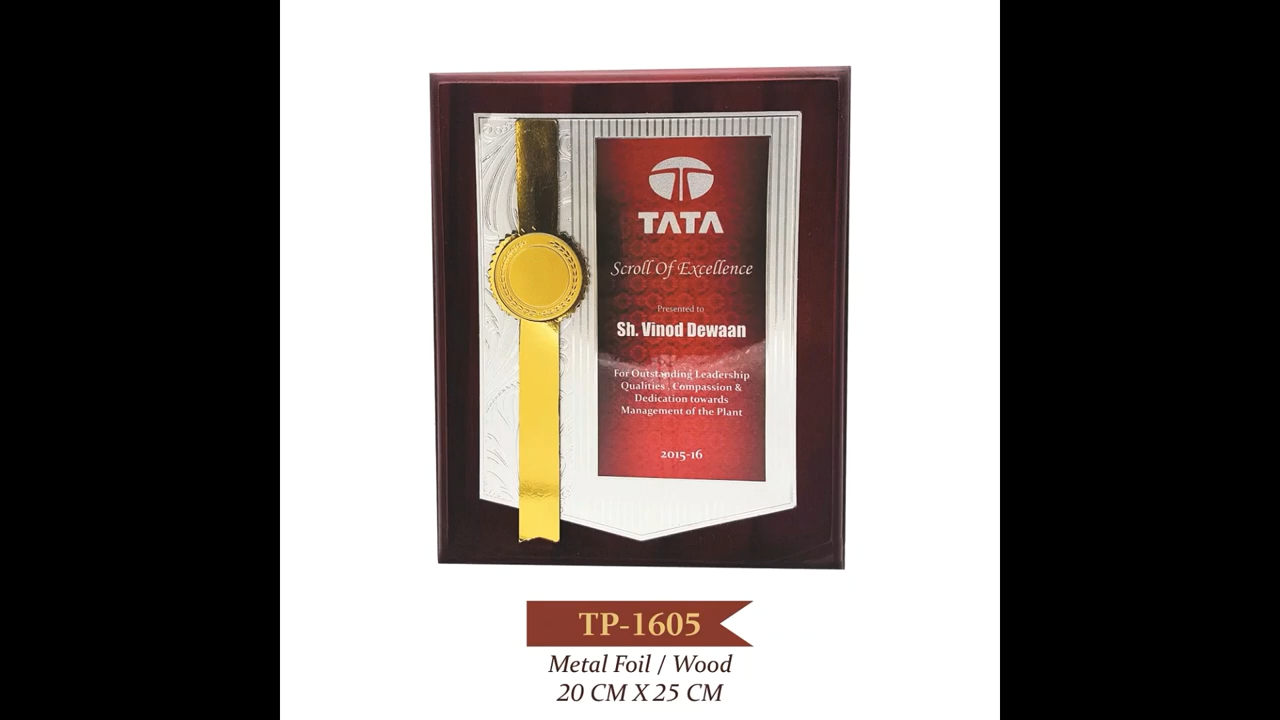 TATA
Scroll Of Excellence
Presented to
Sh. Vinod Dewaan
For Outstanding Leadership
Qualities . Compassion &
Dedication towards
Management of the Plant
2015-16
TP-1605
Metal Foil / Wood
20 CM X 25 CM